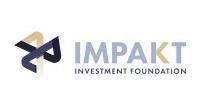 IMPAKT
INVESTMENT FOUNDATION